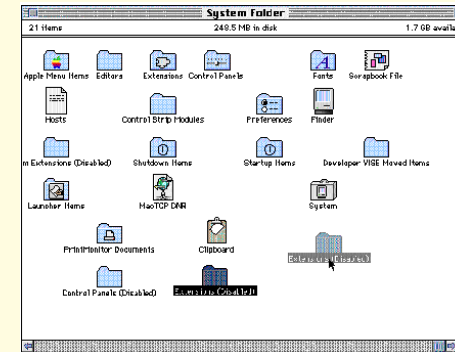 System Folder
21 items 248.5 MB in disk 1.7 GB availa
Apple Menu Items Editors Extensions Control Panels Fonts Scrapbook File
Hosts Control Strip Modules Preferences Finder
m Extensions (Disabled) Shutdown Items Startup Items Developer VISE Moved Items
Launcher Items MacTCP DNR System
PrintMonitor Documents Clipboard Extensions (Disabled)
Control Panels (Disabled) Extensions (Disabled)